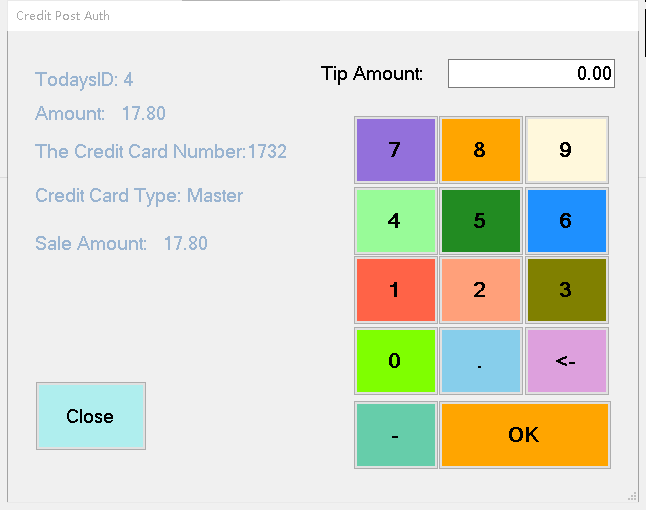 Credit Post Auth
TodaysID: 4
Amount: 17.80
The Credit Card Number:1732
Credit Card Type: Master
Sale Amount: 17.80
Close
Tip Amount: 0.00
7 8 9
4 5 6
1 2 3
0 . <-
- OK